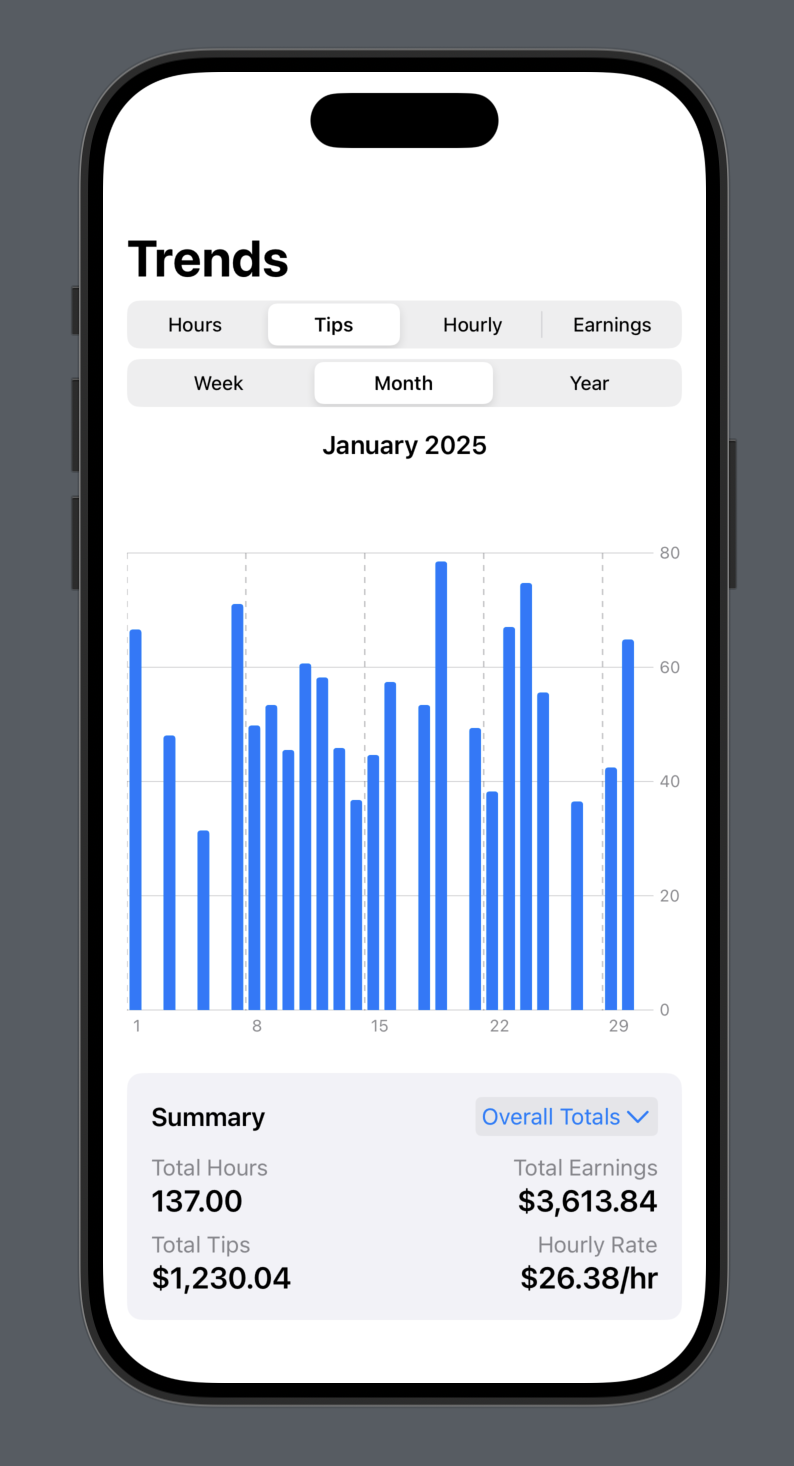 Trends
Hours Tips Hourly Earnings
Week Month Year
January 2025
80
60
40
20
0
1 8 15 22 29
Summary Overall Totals
Total Hours Total Earnings
137.00 $3,613.84
Total Tips Hourly Rate
$1,230.04 $26.38/hr